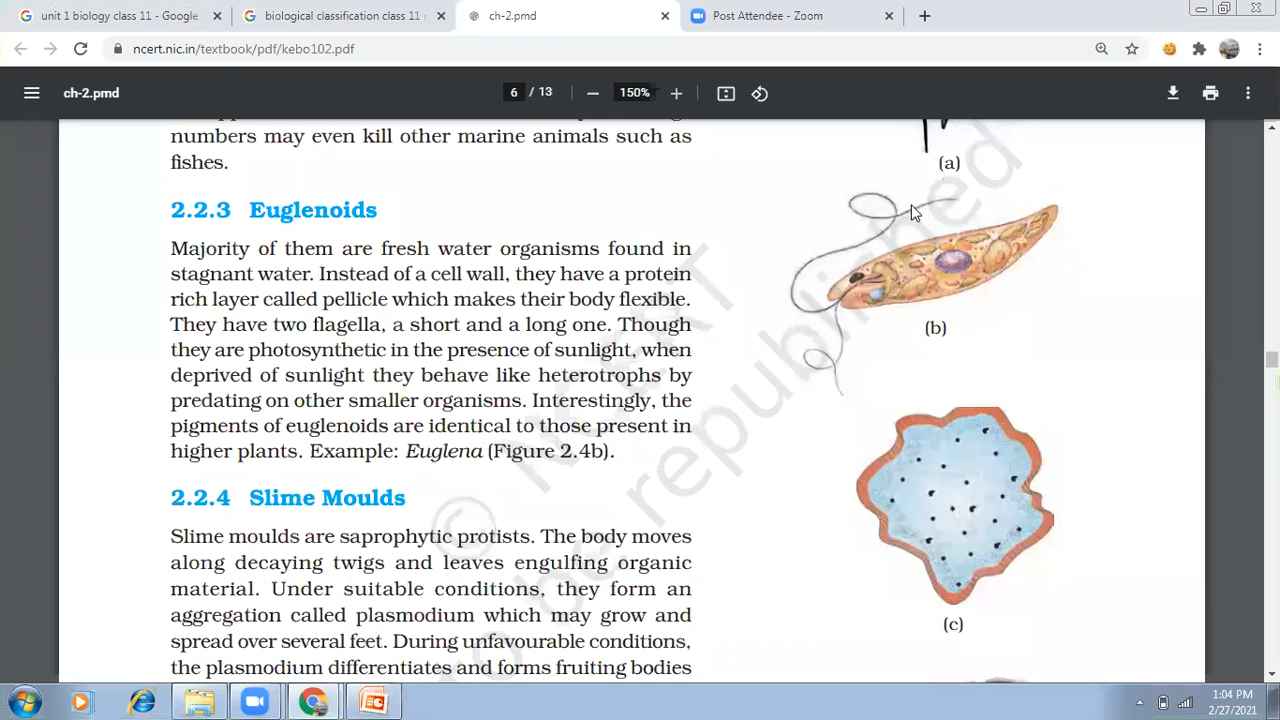 unit 1 biology class 11 - Google
biological classification class 11
ch-2.pmd
Post Attendee - Zoom
ncert.nic.in/textbook/pdf/kebo102.pdf
ch-2.pmd
6 / 13
150%
numbers may even kill other marine animals such as
fishes.
(a)
2.2.3 Euglenoids
Majority of them are fresh water organisms found in
stagnant water. Instead of a cell wall, they have a protein
rich layer called pellicle which makes their body flexible.
They have two flagella, a short and a long one. Though
they are photosynthetic in the presence of sunlight, when
deprived of sunlight they behave like heterotrophs by
predating on other smaller organisms. Interestingly, the
pigments of euglenoids are identical to those present in
higher plants. Example: Euglena (Figure 2.4b).
(b)
2.2.4 Slime Moulds
Slime moulds are saprophytic protists. The body moves
along decaying twigs and leaves engulfing organic
material. Under suitable conditions, they form an
aggregation called plasmodium which may grow and
spread over several feet. During unfavourable conditions,
the plasmodium differentiates and forms fruiting bodies
(c)
© NCERT
to be republished
1:04 PM
2/27/2021